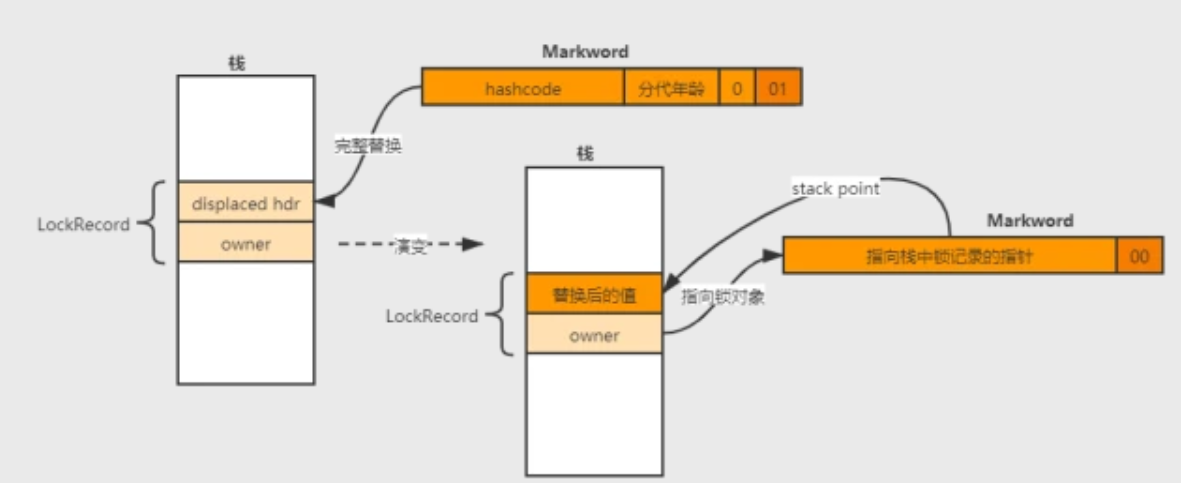 Markword
hashcode 分代年龄 0 01
栈
完整替换
LockRecord
displaced hdr
owner
演变
栈
stack point
Markword
指向栈中锁记录的指针 00
LockRecord
替换后的值
指向锁对象
owner